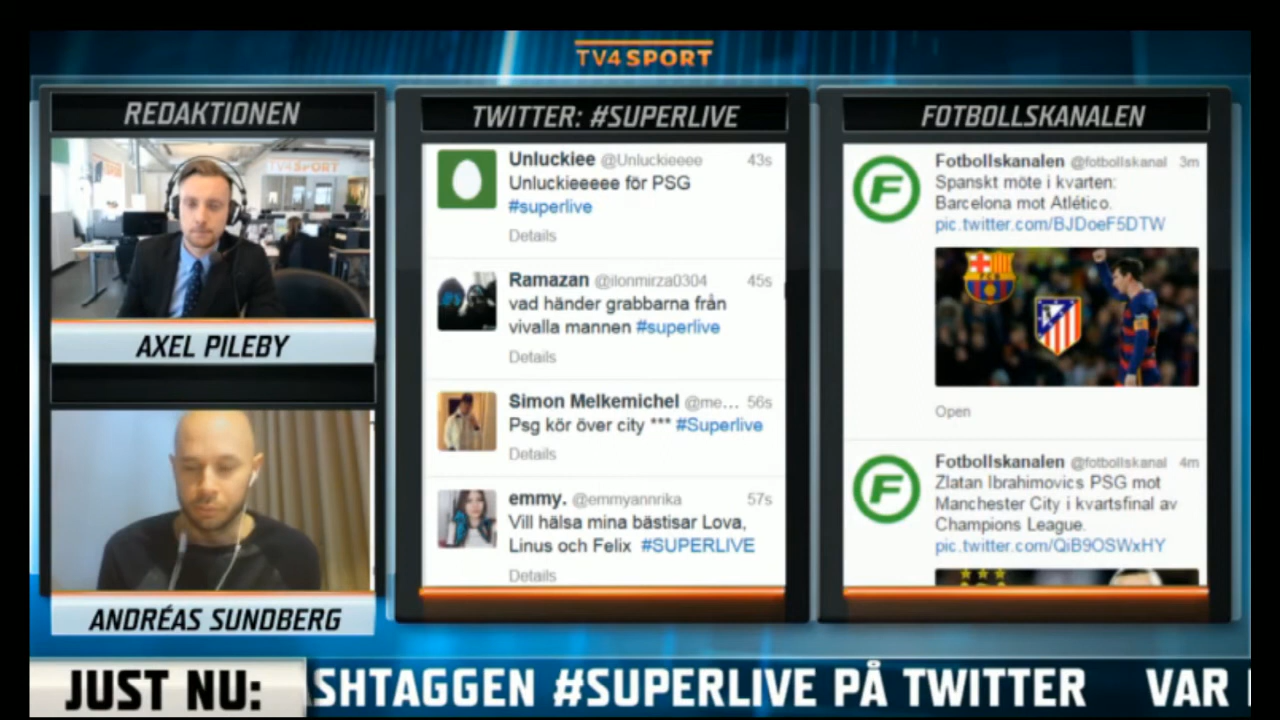 TV4 SPORT
REDAKTIONEN
TV4SPORT
AXEL PILEBY
ANDRÉAS SUNDBERG
TWITTER: #SUPERLIVE
Unluckiee @Unluckieeee 43s
Unluckieeeee för PSG
#superlive
Details
Ramazan @ilonmirza0304 45s
vad händer grabbarna från
vivalla mannen #superlive
Details
Simon Melkemichel @me... 56s
Psg kör över city *** #Superlive
Details
emmy. @emmyannrika 57s
Vill hälsa mina bästisar Lova,
Linus och Felix #SUPERLIVE
Details
FOTBOLLSKANALEN
F
Fotbollskanalen @fotbollskanal 3m
Spanskt möte i kvarten:
Barcelona mot Atlético.
pic.twitter.com/BJDoeF5DTW
Open
F
Fotbollskanalen @fotbollskanal 4m
Zlatan Ibrahimovics PSG mot
Manchester City i kvartsfinal av
Champions League.
pic.twitter.com/QiB9OSWxHY
JUST NU: SHTAGGEN #SUPERLIVE PÅ TWITTER VAR